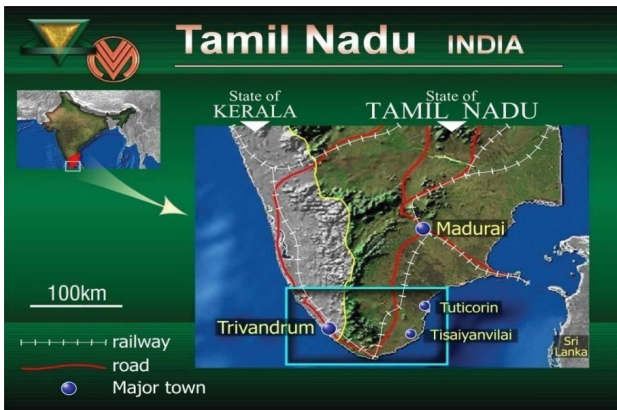 Tamil Nadu INDIA
State of
KERALA
State of
TAMIL NADU
Madurai
100km
Tuticorin
Trivandrum
Tisaiyanvilai
Sri
Lanka
railway
road
Major town